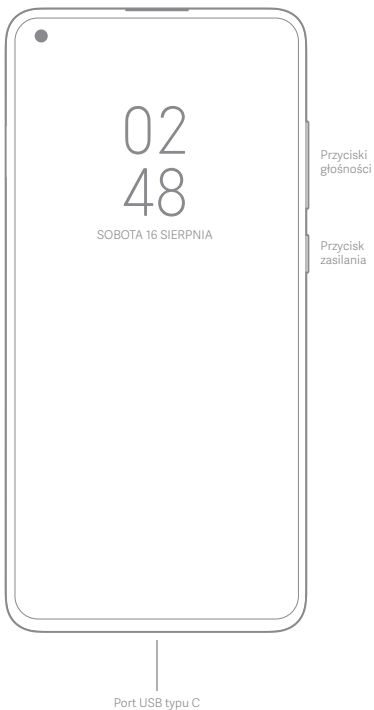 02
48
SOBOTA 16 SIERPNIA
Przyciski
głośności
Przycisk
zasilania
Port USB typu C